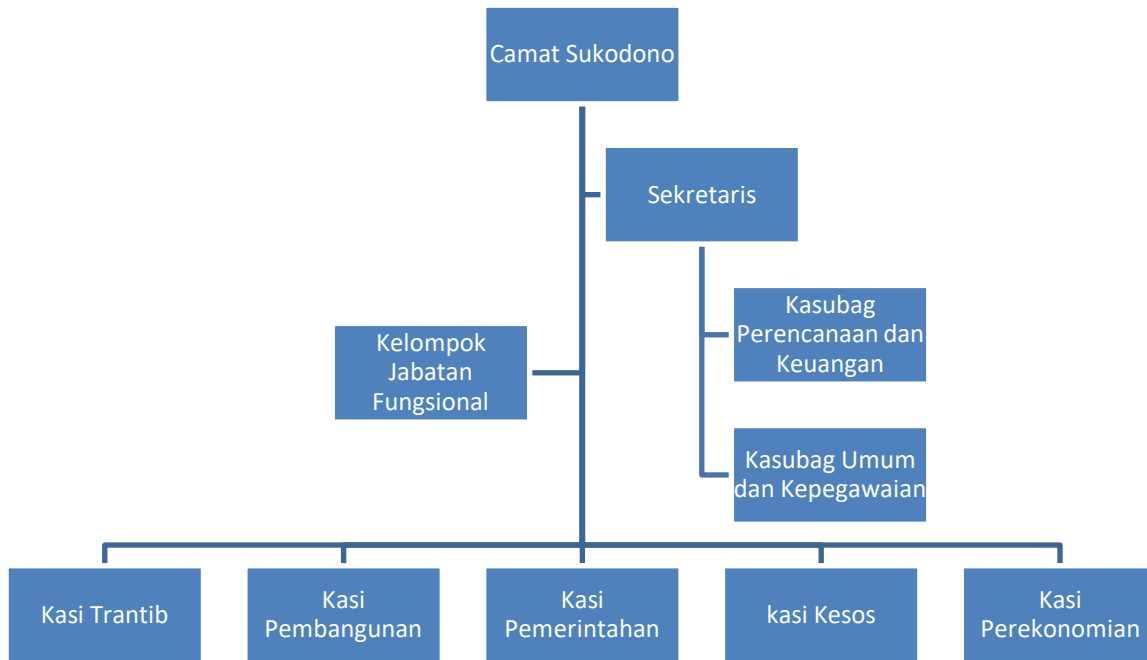 Camat Sukodono
Sekretaris
Kasubag
Perencanaan dan
Keuangan
Kelompok
Jabatan
Fungsional
Kasubag Umum
dan Kepegawaian
Kasi Trantib
Kasi
Pembangunan
Kasi
Pemerintahan
kasi Kesos
Kasi
Perekonomian